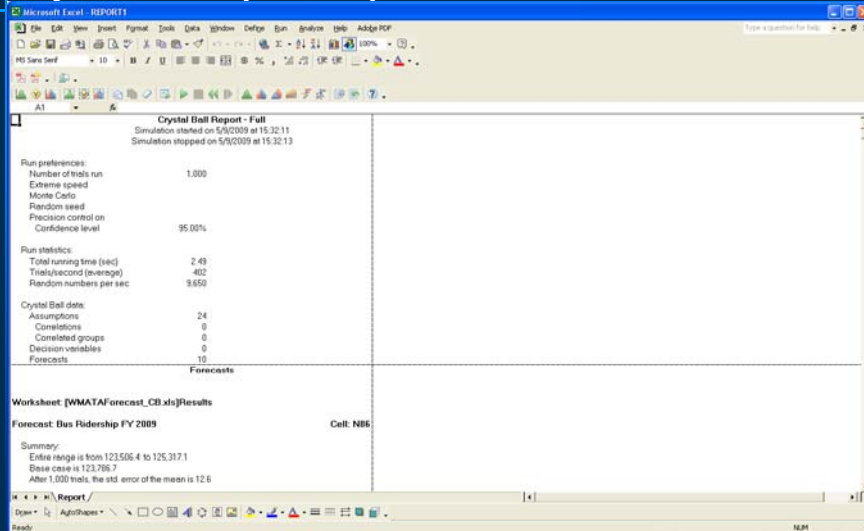 Microsoft Excel - REPORT1
File Edit View Insert Format Tools Data Window Define Run Analyze Help Adobe PDF
Type a question for help
100%
MS Sans Serif 10 B I U $ % ,
A1 fx
Crystal Ball Report - Full
Simulation started on 5/9/2009 at 15:32:11
Simulation stopped on 5/9/2009 at 15:32:13
Run preferences:
Number of trials run 1,000
Extreme speed
Monte Carlo
Random seed
Precision control on
Confidence level 95.00%
Run statistics:
Total running time (sec) 2.49
Trials/second (average) 402
Random numbers per sec 9,650
Crystal Ball data:
Assumptions 24
Correlations 0
Correlated groups 0
Decision variables 0
Forecasts 10
Forecasts
Worksheet: [WMATAForecast_CB.xls]Results
Forecast: Bus Ridership FY 2009 Cell: N86
Summary:
Entire range is from 123,506.4 to 125,317.1
Base case is 123,786.7
After 1,000 trials, the std. error of the mean is 12.6
Report
Draw AutoShapes
Ready NUM